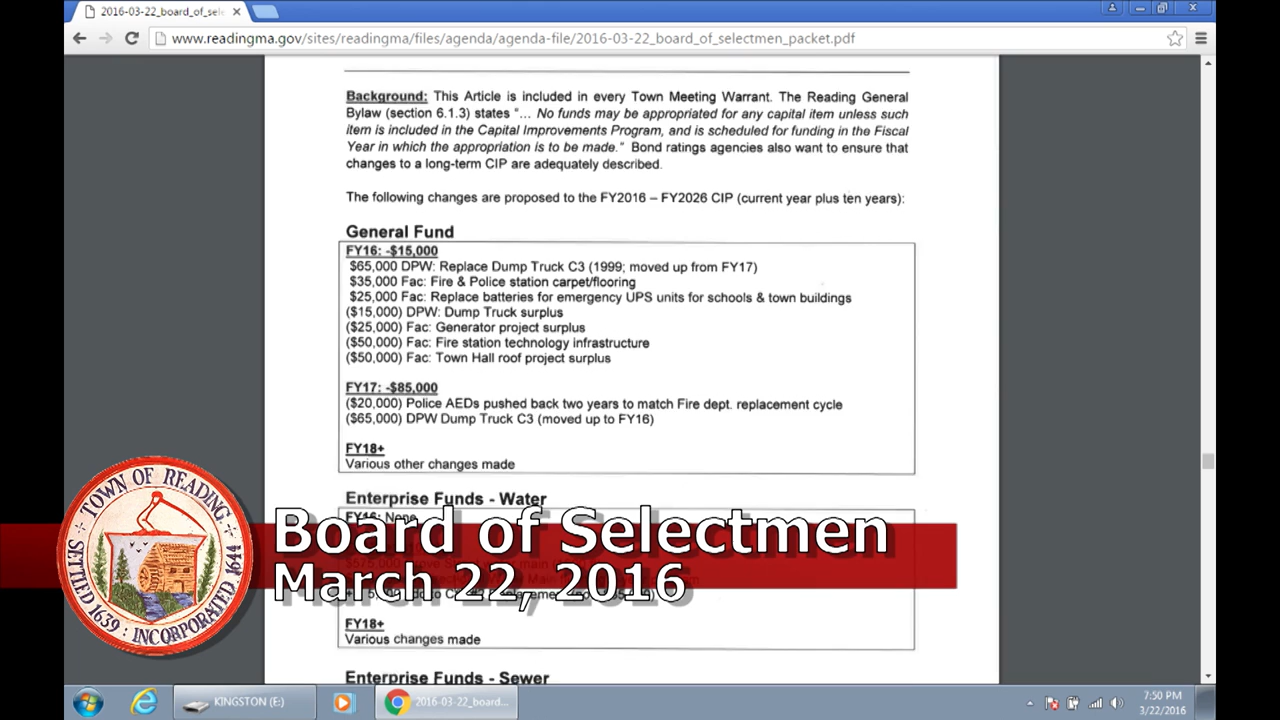 2016-03-22_board_of_sele
www.readingma.gov/sites/readingma/files/agenda/agenda-file/2016-03-22_board_of_selectmen_packet.pdf
Background: This Article is included in every Town Meeting Warrant. The Reading General
Bylaw (section 6.1.3) states "... No funds may be appropriated for any capital item unless such
item is included in the Capital Improvements Program, and is scheduled for funding in the Fiscal
Year in which the appropriation is to be made." Bond ratings agencies also want to ensure that
changes to a long-term CIP are adequately described.
The following changes are proposed to the FY2016 – FY2026 CIP (current year plus ten years):
General Fund
FY16: -$15,000
$65,000 DPW: Replace Dump Truck C3 (1999; moved up from FY17)
$35,000 Fac: Fire & Police station carpet/flooring
$25,000 Fac: Replace batteries for emergency UPS units for schools & town buildings
($15,000) DPW: Dump Truck surplus
($25,000) Fac: Generator project surplus
($50,000) Fac: Fire station technology infrastructure
($50,000) Fac: Town Hall roof project surplus
FY17: -$85,000
($20,000) Police AEDs pushed back two years to match Fire dept. replacement cycle
($65,000) DPW Dump Truck C3 (moved up to FY16)
FY18+
Various other changes made
Enterprise Funds - Water
FY16: None
Board of Selectmen
March 22, 2016
TOWN OF READING
SETTLED 1639 : INCORPORATED 1644
FY18+
Various changes made
Enterprise Funds - Sewer
KINGSTON (E:)
2016-03-22_board...
7:50 PM
3/22/2016